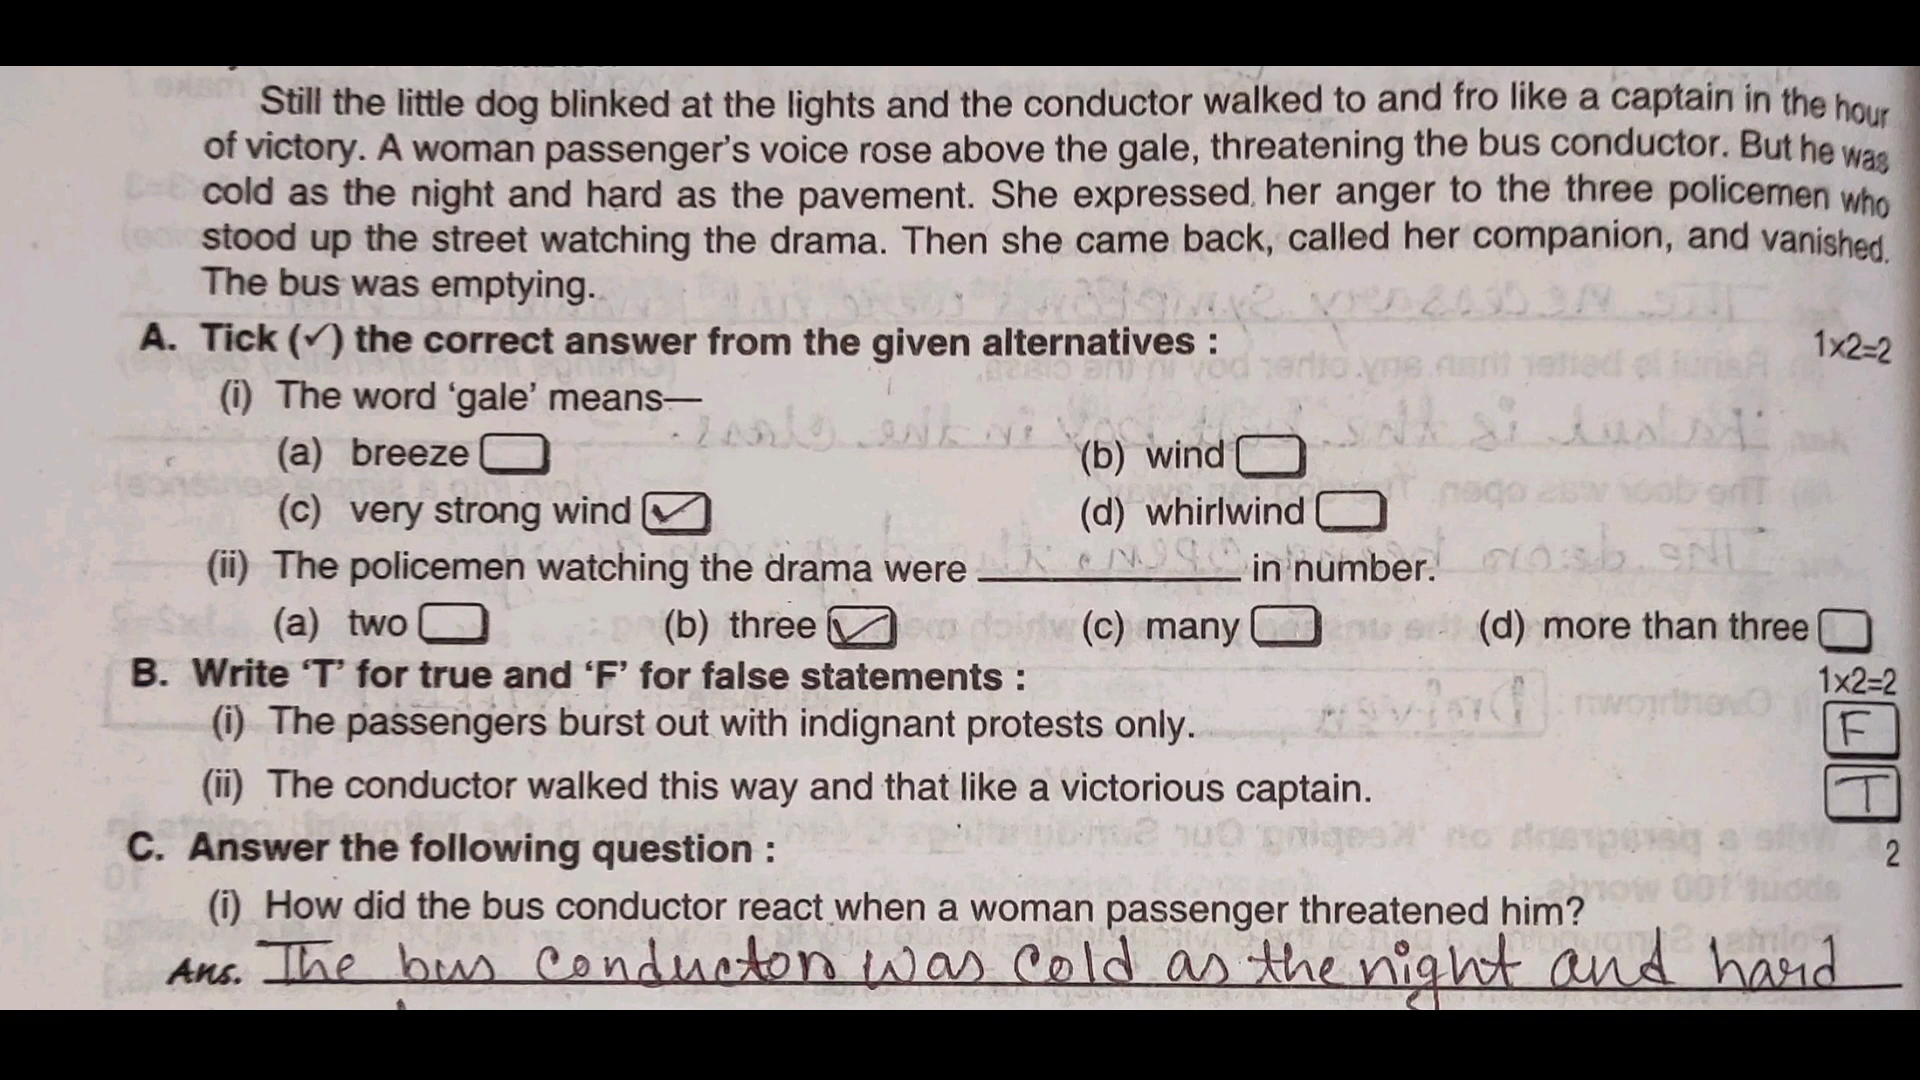 Still the little dog blinked at the lights and the conductor walked to and fro like a captain in the hour
of victory. A woman passenger's voice rose above the gale, threatening the bus conductor. But he was
cold as the night and hard as the pavement. She expressed her anger to the three policemen who
stood up the street watching the drama. Then she came back, called her companion, and vanished.
The bus was emptying.
A. Tick (✓) the correct answer from the given alternatives : 1×2=2
(i) The word 'gale' means—
(a) breeze (b) wind
(c) very strong wind ✓ (d) whirlwind
(ii) The policemen watching the drama were ____________ in number.
(a) two (b) three ✓ (c) many (d) more than three
B. Write 'T' for true and 'F' for false statements : 1×2=2
(i) The passengers burst out with indignant protests only. F
(ii) The conductor walked this way and that like a victorious captain. T
C. Answer the following question : 2
(i) How did the bus conductor react when a woman passenger threatened him?
Ans. The bus conductor was cold as the night and hard